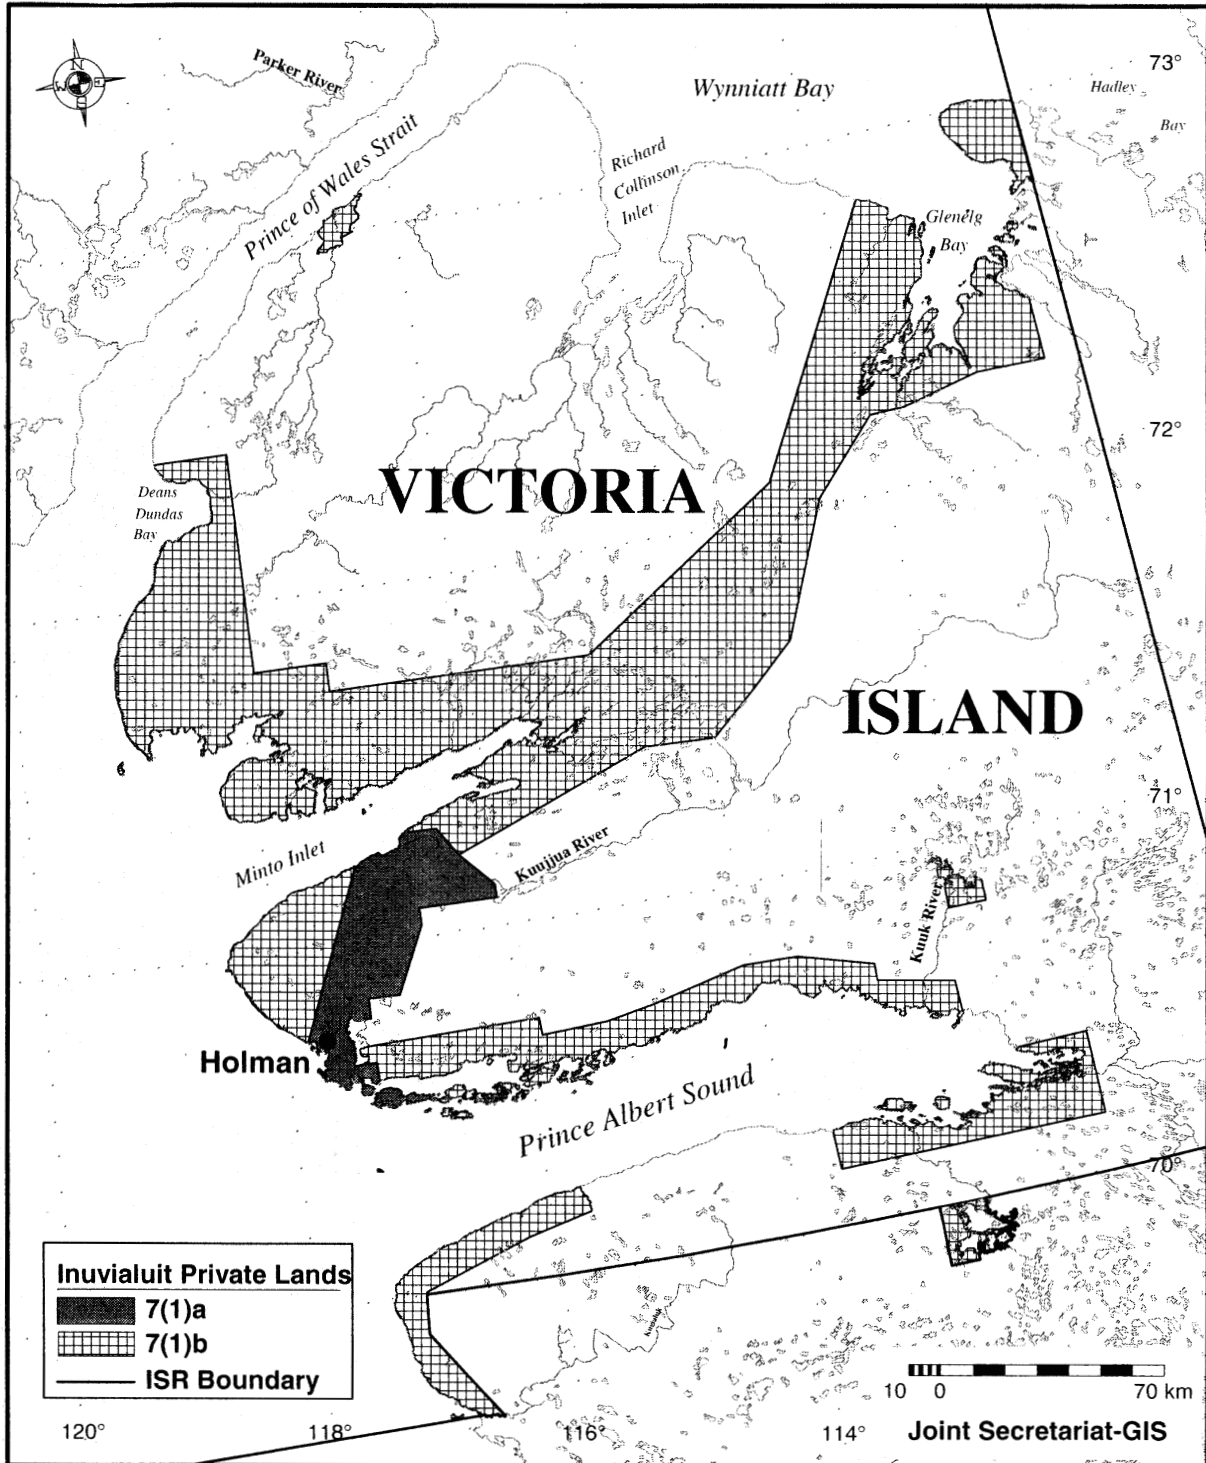 N
W
E
S
Parker River
Prince of Wales Strait
Wynniatt Bay
73°
Hadley
Bay
Richard
Collinson
Inlet
Glenelg
Bay
72°
VICTORIA
Deans
Dundas
Bay
ISLAND
71°
Minto Inlet
Kuujjua River
Kuuk River
Holman
Prince Albert Sound
70°
Inuvialuit Private Lands
7(1)a
7(1)b
ISR Boundary
10 0 70 km
120° 118° 116° 114°
Joint Secretariat-GIS